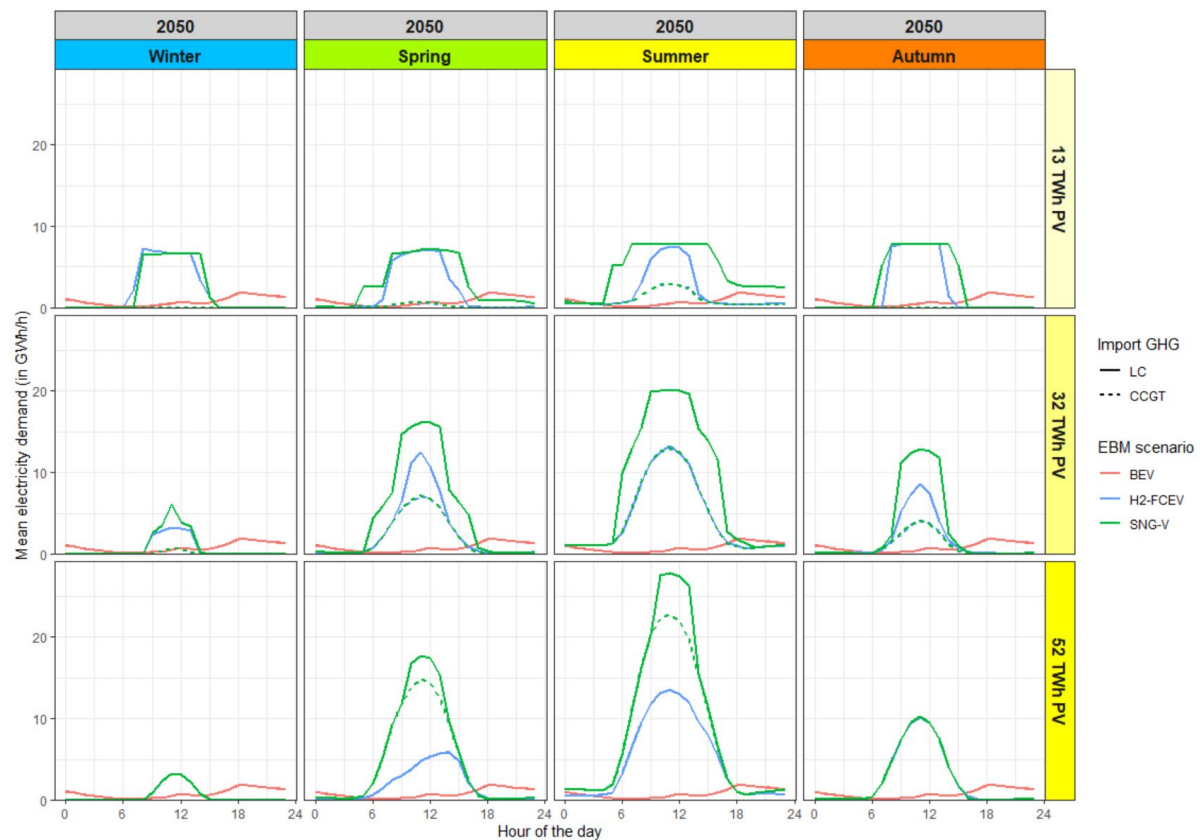 2050 2050 2050 2050
Winter Spring Summer Autumn
Mean electricity demand (in GWh/h)
20
10
0
13 TWh PV
20
10
0
32 TWh PV
20
10
0
52 TWh PV
0 6 12 18 24 0 6 12 18 24 0 6 12 18 24 0 6 12 18 24
Hour of the day
Import GHG
LC
CCGT
EBM scenario
BEV
H2-FCEV
SNG-V